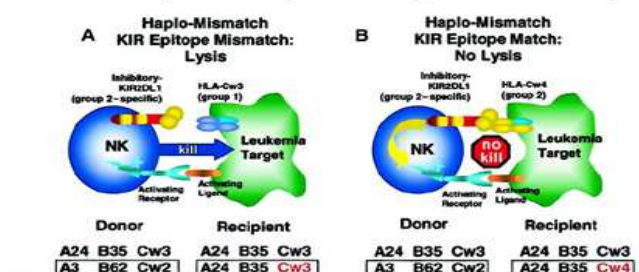 A
Haplo-Mismatch
KIR Epitope Mismatch:
Lysis
Inhibitory-
KIR2DL1
(group 2-specific)
HLA-Cw3
(group 1)
NK
kill
Leukemia
Target
Activating
Receptor
Activating
Ligand
Donor
Recipient
A24 B35 Cw3
A3 B62 Cw2
A24 B35 Cw3
A24 B35 Cw3
B
Haplo-Mismatch
KIR Epitope Match:
No Lysis
Inhibitory-
KIR2DL1
(group 2-specific)
HLA-Cw4
(group 2)
NK
no
kill
Leukemia
Target
Activating
Receptor
Activating
Ligand
Donor
Recipient
A24 B35 Cw3
A3 B62 Cw2
A24 B35 Cw3
A24 B35 Cw4